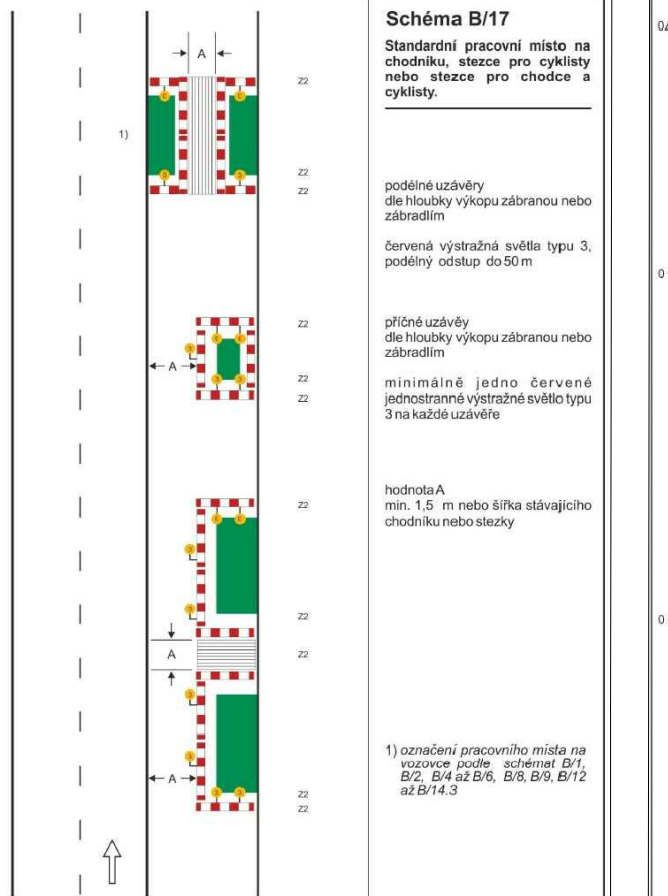 Schéma B/17
Standardní pracovní místo na
chodníku, stezce pro cyklisty
nebo stezce pro chodce a
cyklisty.
podélné uzávěry
dle hloubky výkopu zábranou nebo
zábradlím
červená výstražná světla typu 3,
podélný odstup do 50 m
příčné uzávěy
dle hloubky výkopu zábranou nebo
zábradlím
minimálně jedno červené
jednostranné výstražné světlo typu
3 na každé uzávěře
hodnota A
min. 1,5 m nebo šířka stávajícího
chodníku nebo stezky
1) označení pracovního místa na
vozovce podle schémat B/1,
B/2, B/4 až B/6, B/8, B/9, B/12
až B/14.3
A
Z2
1)
Z2
Z2
Z2
A
Z2
Z2
Z2
Z2
A
Z2
A
Z2
Z2